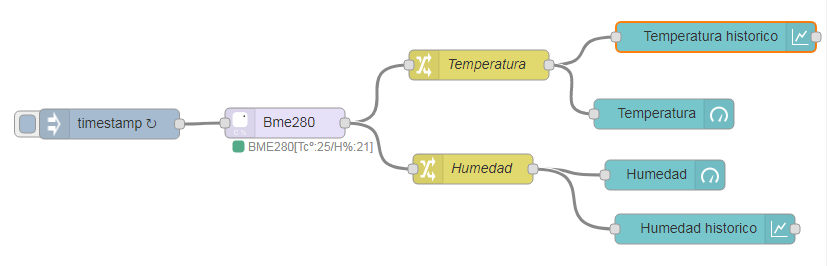 Temperatura historico
Temperatura
Temperatura
timestamp ↻
Bme280
BME280[Tcº:25/H%:21]
Humedad
Humedad
Humedad historico